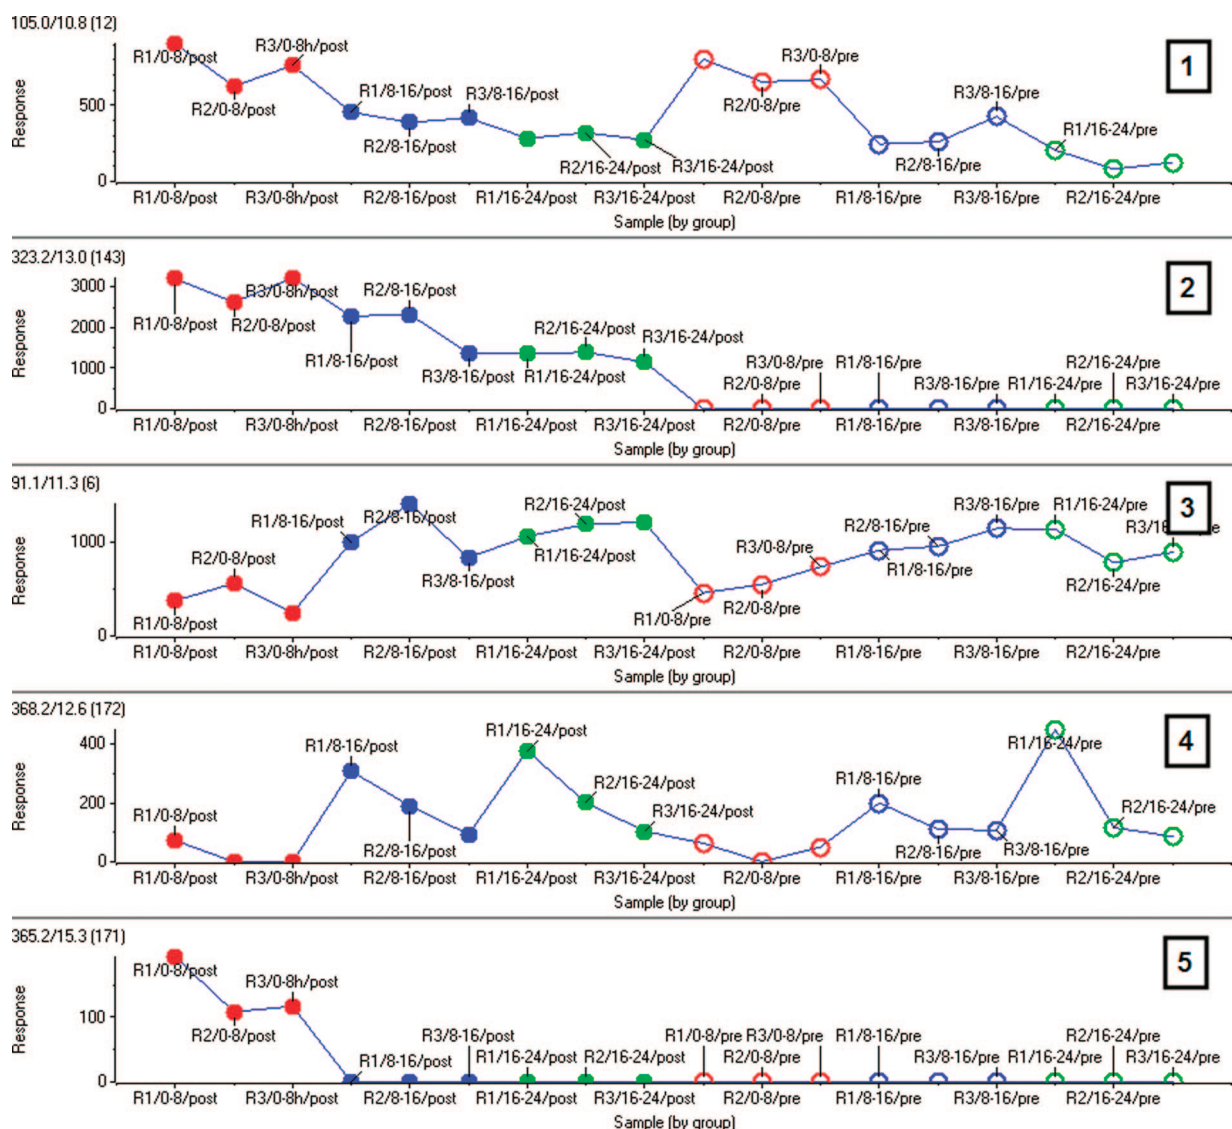 105.0/10.8 (12)
1
R1/0-8/post
R3/0-8h/post
R2/0-8/post
R1/8-16/post
R2/8-16/post
R3/8-16/post
R2/16-24/post
R3/16-24/post
R2/0-8/pre
R3/0-8/pre
R2/8-16/pre
R3/8-16/pre
R1/16-24/pre
Response
500
0
R1/0-8/post R3/0-8h/post R2/8-16/post R1/16-24/post R3/16-24/post R2/0-8/pre R1/8-16/pre R3/8-16/pre R2/16-24/pre
Sample (by group)
323.2/13.0 (143)
2
R1/0-8/post
R3/0-8h/post
R2/0-8/post
R1/8-16/post
R2/8-16/post
R3/8-16/post
R1/16-24/post
R2/16-24/post
R3/16-24/post
R3/0-8/pre
R2/0-8/pre
R1/8-16/pre
R3/8-16/pre
R1/16-24/pre
R2/16-24/pre
R3/16-24/pre
Response
3000
2000
1000
0
R1/0-8/post R3/0-8h/post R2/8-16/post R1/16-24/post R3/16-24/post R2/0-8/pre R1/8-16/pre R3/8-16/pre R2/16-24/pre
Sample (by group)
91.1/11.3 (6)
3
R1/0-8/post
R2/0-8/post
R1/8-16/post
R2/8-16/post
R3/8-16/post
R1/16-24/post
R2/16-24/post
R1/0-8/pre
R2/0-8/pre
R3/0-8/pre
R1/8-16/pre
R2/8-16/pre
R3/8-16/pre
R1/16-24/pre
R2/16-24/pre
Response
1000
0
R1/0-8/post R3/0-8h/post R2/8-16/post R1/16-24/post R3/16-24/post R2/0-8/pre R1/8-16/pre R3/8-16/pre R2/16-24/pre
Sample (by group)
368.2/12.6 (172)
4
R1/0-8/post
R1/8-16/post
R2/8-16/post
R1/16-24/post
R2/16-24/post
R3/16-24/post
R1/8-16/pre
R2/8-16/pre
R3/8-16/pre
R1/16-24/pre
R2/16-24/pre
Response
400
200
0
R1/0-8/post R3/0-8h/post R2/8-16/post R1/16-24/post R3/16-24/post R2/0-8/pre R1/8-16/pre R3/8-16/pre R2/16-24/pre
Sample (by group)
365.2/15.3 (171)
5
R1/0-8/post
R3/0-8h/post
R2/0-8/post
R1/8-16/post
R3/8-16/post
R1/16-24/post
R2/16-24/post
R1/0-8/pre
R2/0-8/pre
R3/0-8/pre
R1/8-16/pre
R3/8-16/pre
R1/16-24/pre
R2/16-24/pre
R3/16-24/pre
Response
100
0
R1/0-8/post R3/0-8h/post R2/8-16/post R1/16-24/post R3/16-24/post R2/0-8/pre R1/8-16/pre R3/8-16/pre R2/16-24/pre
Sample (by group)